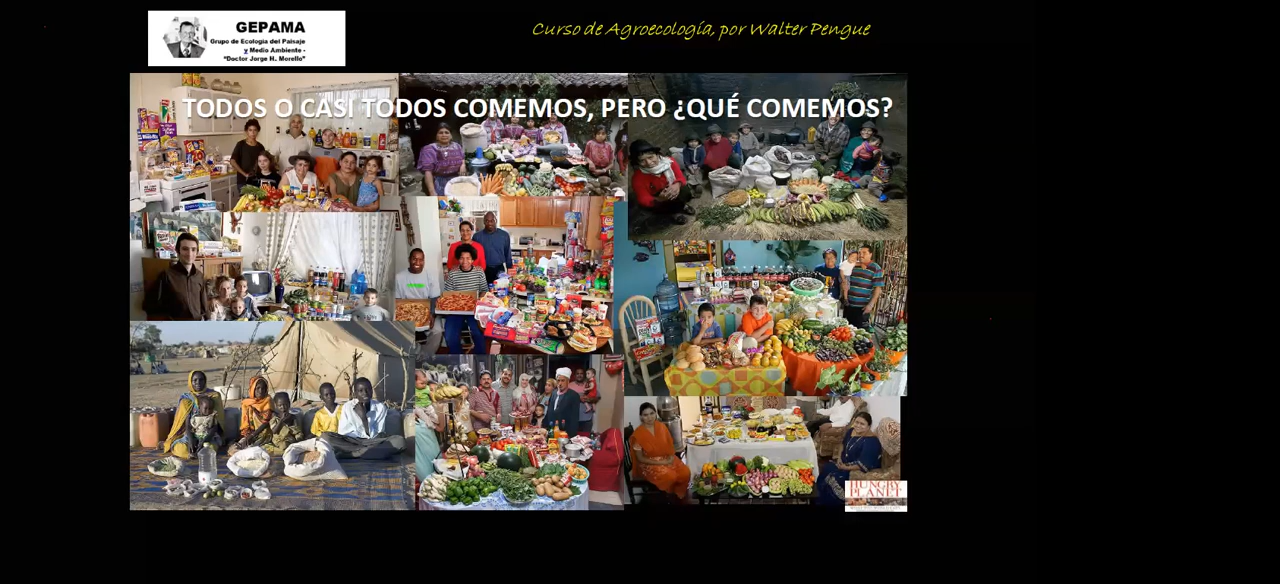 GEPAMA
Grupo de Ecología del Paisaje
y Medio Ambiente -
"Doctor Jorge H. Morello"
Curso de Agroecología, por Walter Pengue
TODOS O CASI TODOS COMEMOS, PERO ¿QUÉ COMEMOS?
HUNGRY
PLANET